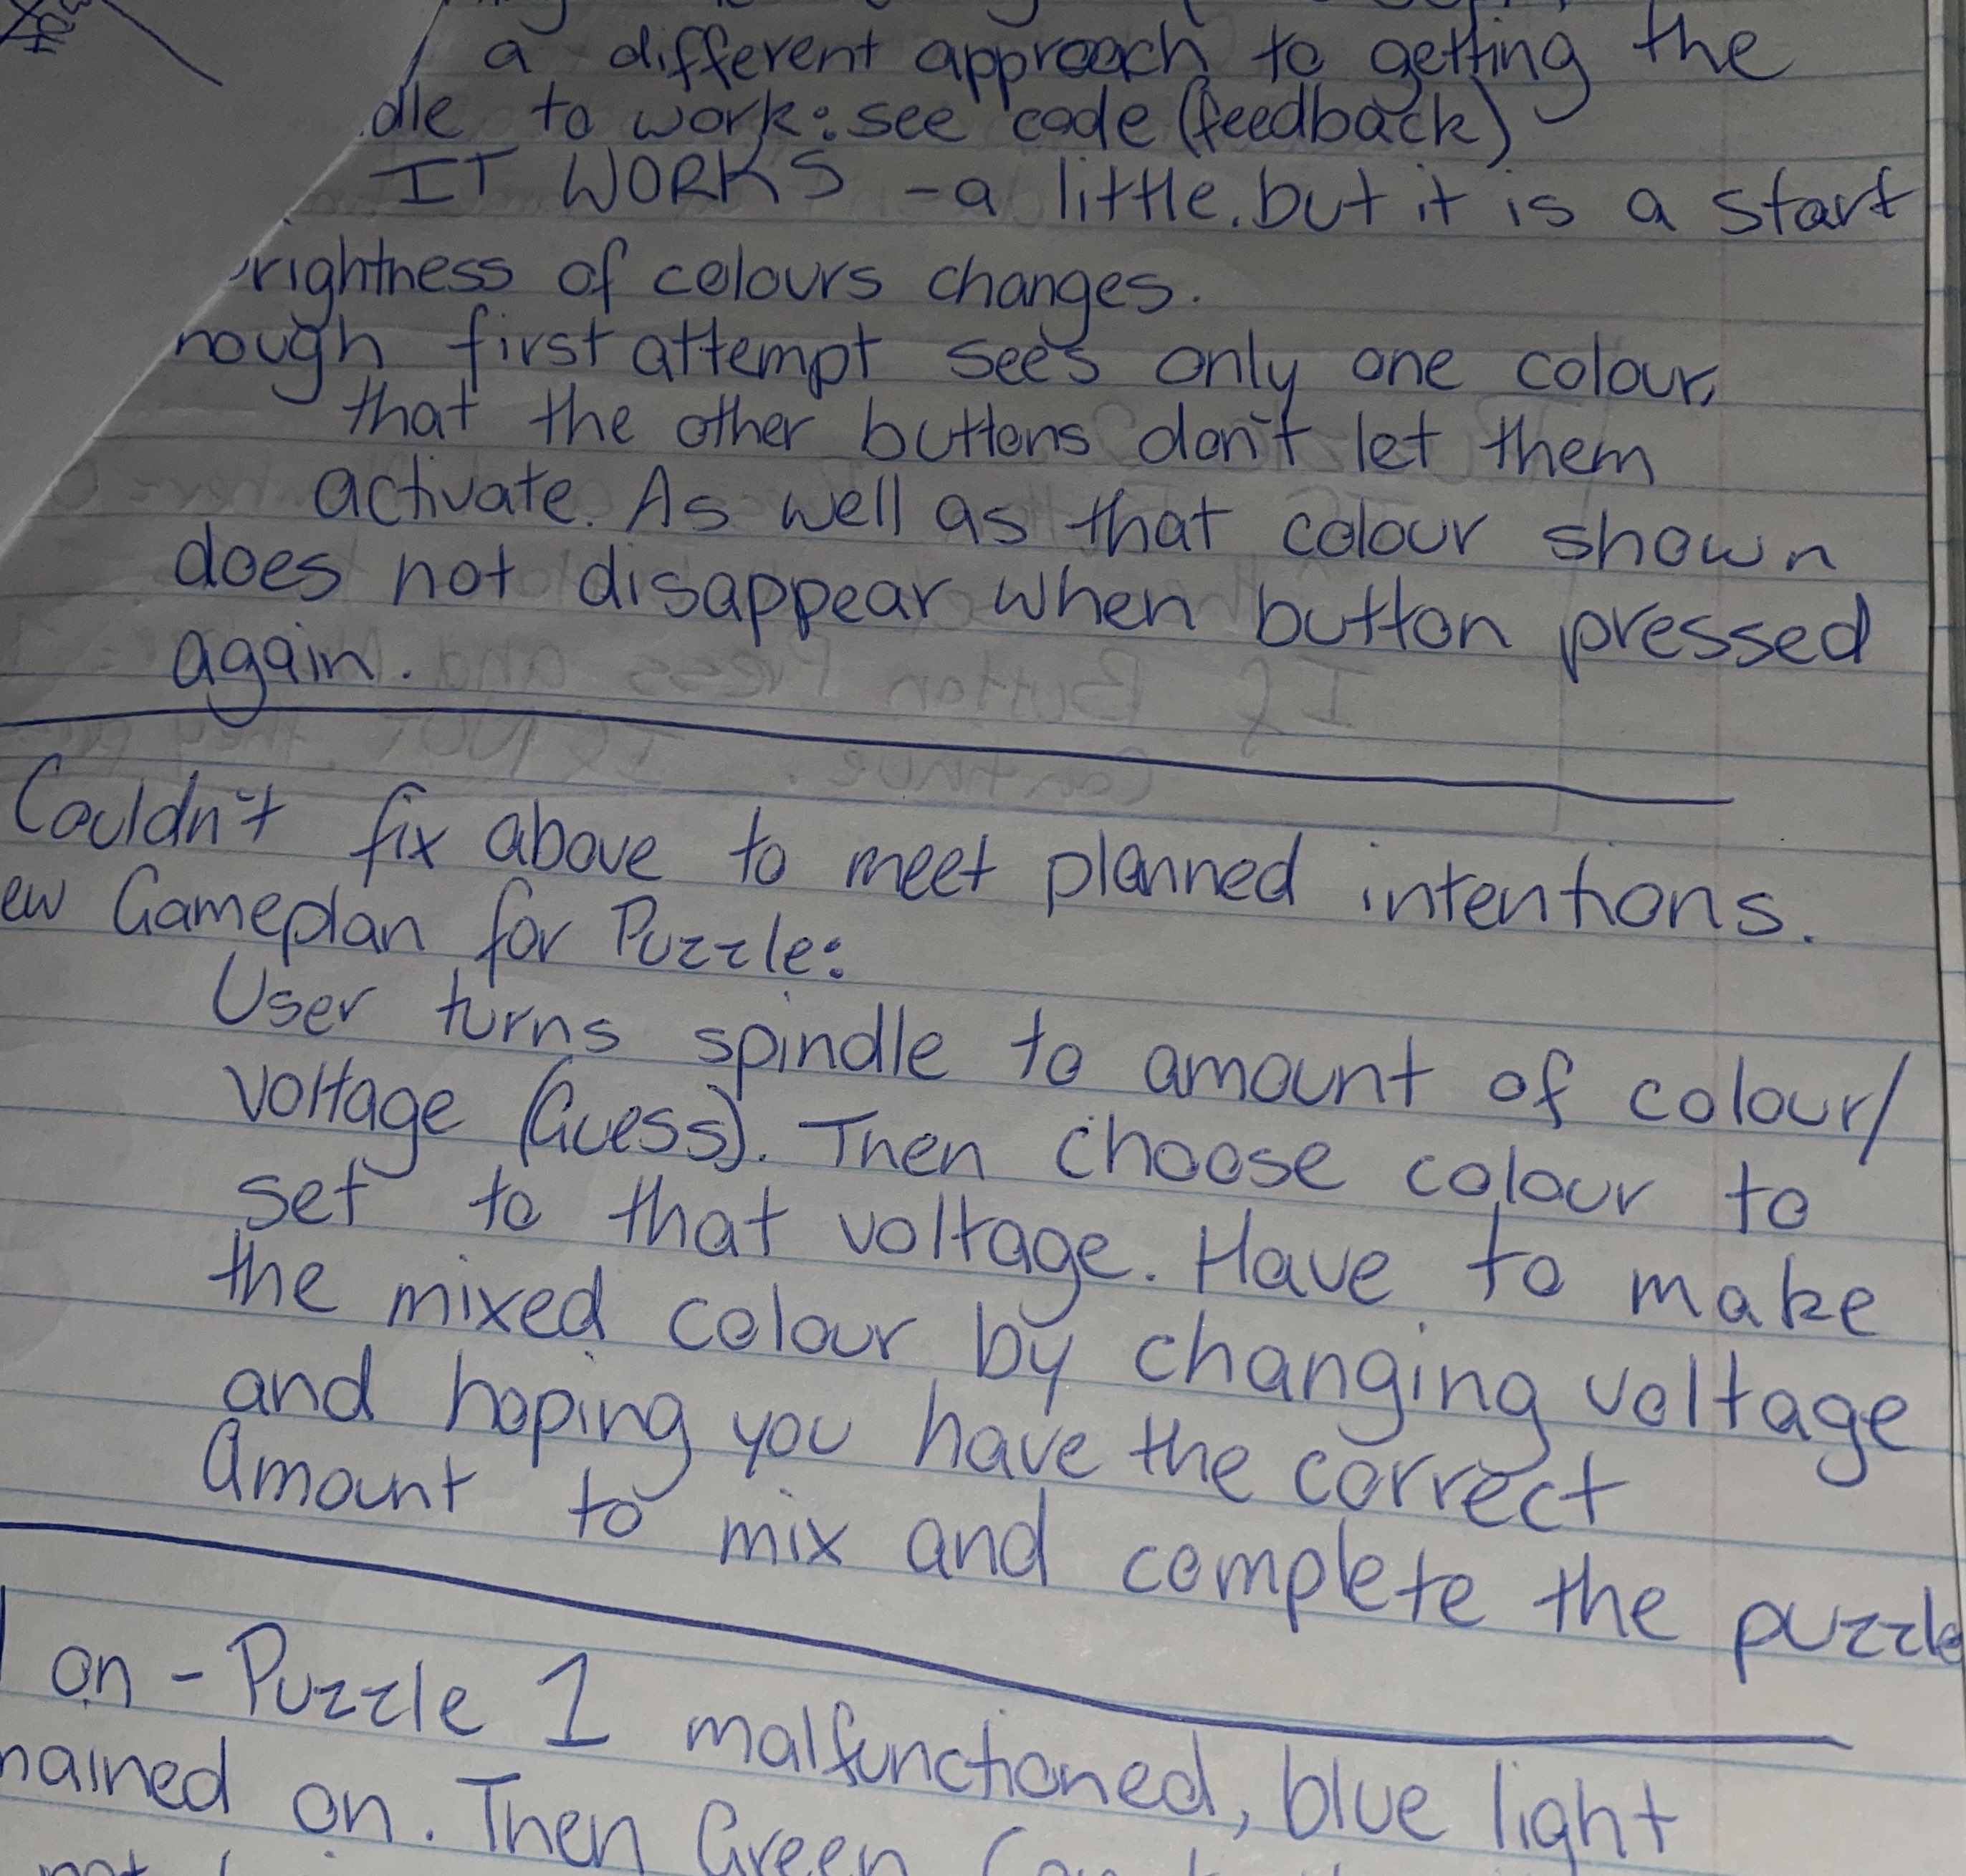 a different approach to getting the
dle to work: see code (feedback)
IT WORKS - a little. but it is a start
rightness of colours changes.
hough first attempt sees only one colour,
that the other buttons don't let them
activate. As well as that colour shown
does not disappear when button pressed
again.
Couldn't fix above to meet planned intentions.
ew Gameplan for Puzzle:
User turns spindle to amount of colour/
voltage (Guess). Then choose colour to
set to that voltage. Have to make
the mixed colour by changing voltage
and hoping you have the correct
Amount to mix and complete the puzzle
on - Puzzle 1 malfunctioned, blue light
mained on. Then Green